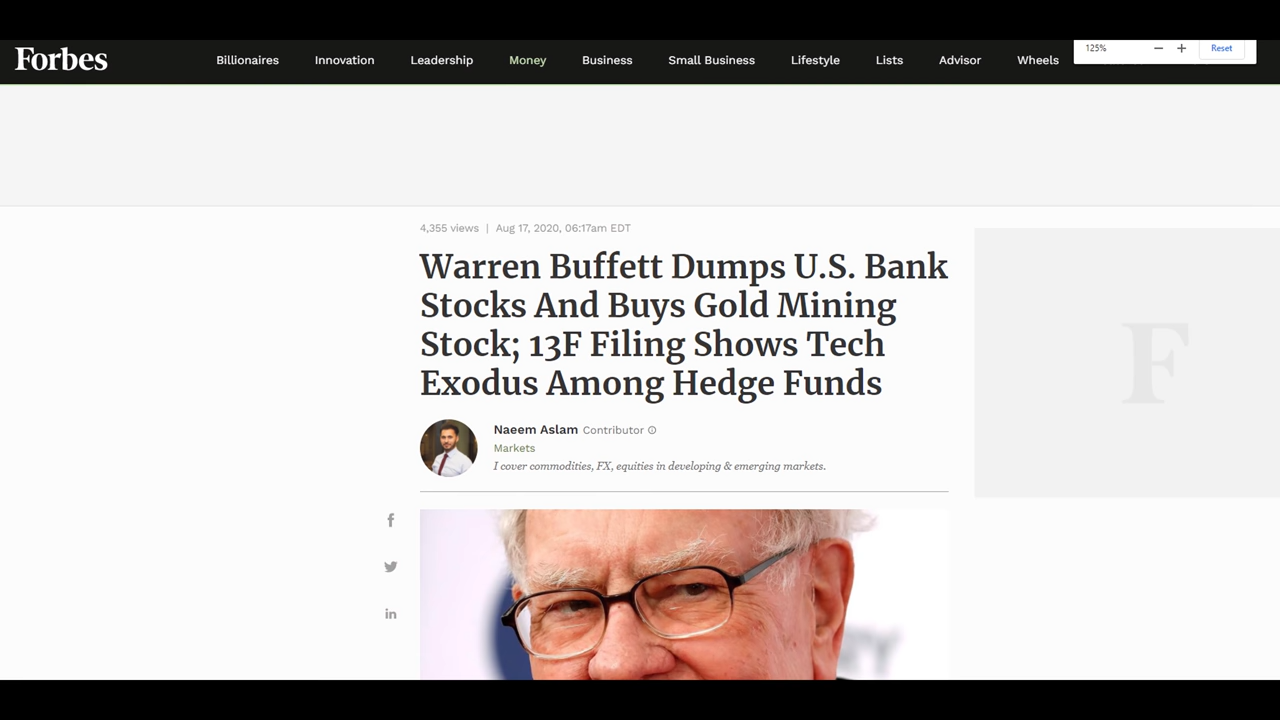 Forbes
Billionaires Innovation Leadership Money Business Small Business Lifestyle Lists Advisor Wheels
125% − + Reset
4,355 views | Aug 17, 2020, 06:17am EDT
Warren Buffett Dumps U.S. Bank
Stocks And Buys Gold Mining
Stock; 13F Filing Shows Tech
Exodus Among Hedge Funds
Naeem Aslam Contributor
Markets
I cover commodities, FX, equities in developing & emerging markets.
F